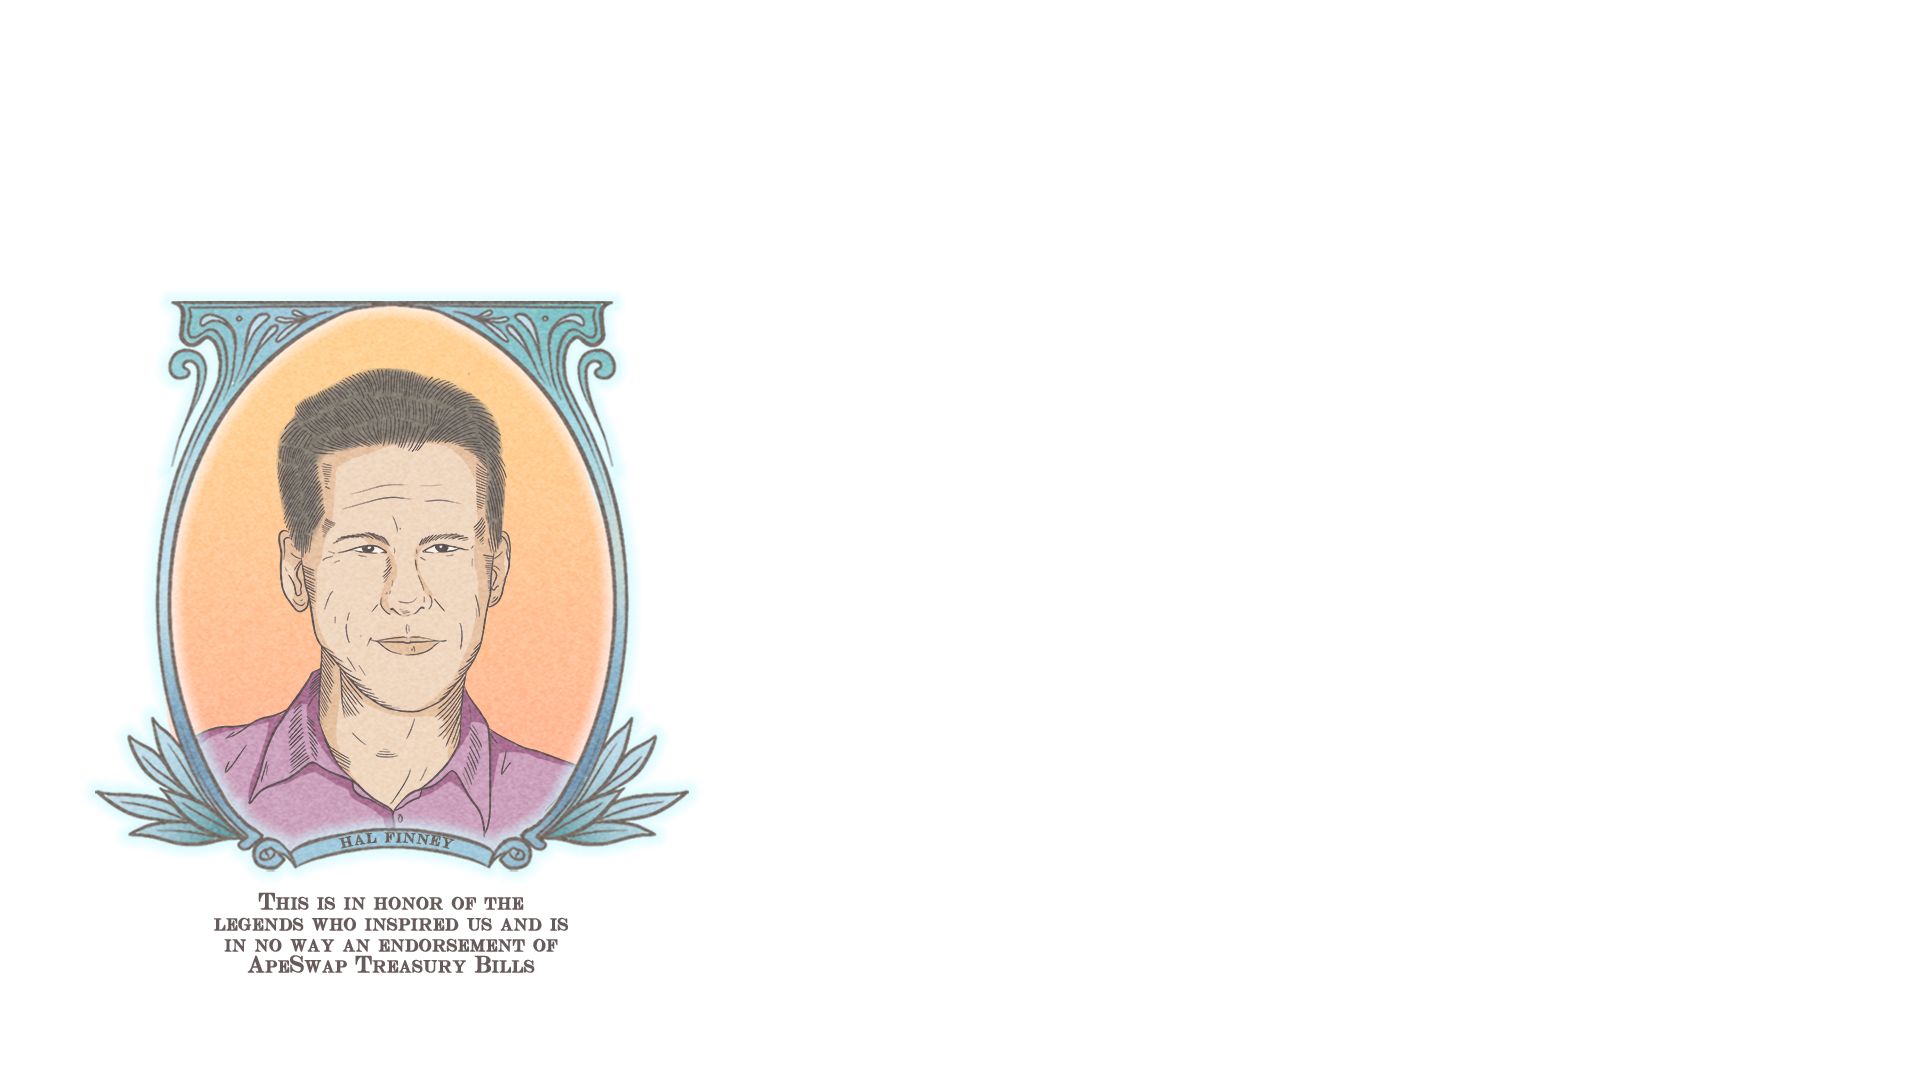 HAL FINNEY
This is in honor of the
legends who inspired us and is
in no way an endorsement of
ApeSwap Treasury Bills